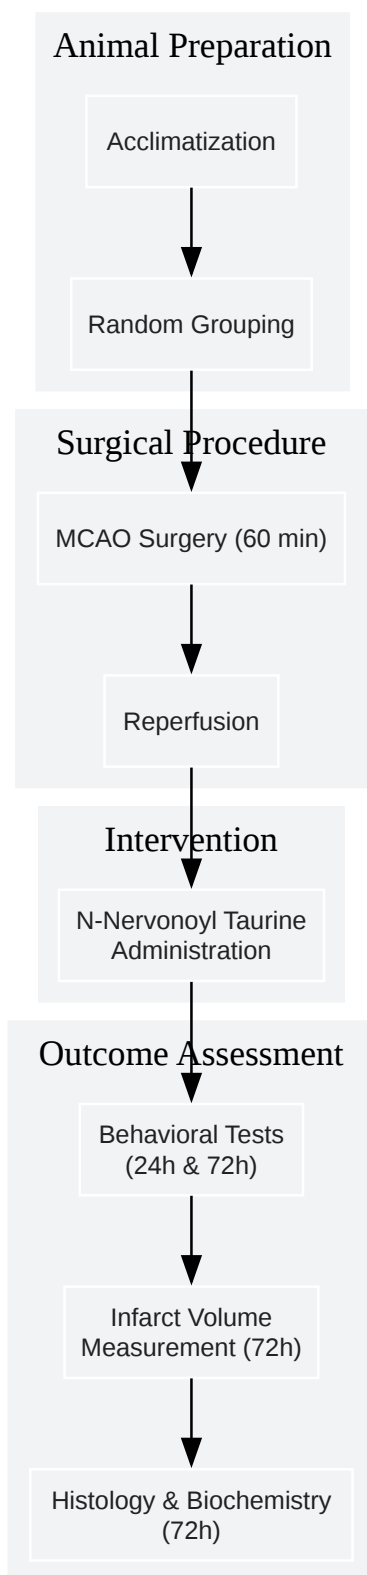 Animal Preparation
Acclimatization
Random Grouping
Surgical Procedure
MCAO Surgery (60 min)
Reperfusion
Intervention
N-Nervonoyl Taurine
Administration
Outcome Assessment
Behavioral Tests
(24h & 72h)
Infarct Volume
Measurement (72h)
Histology & Biochemistry
(72h)